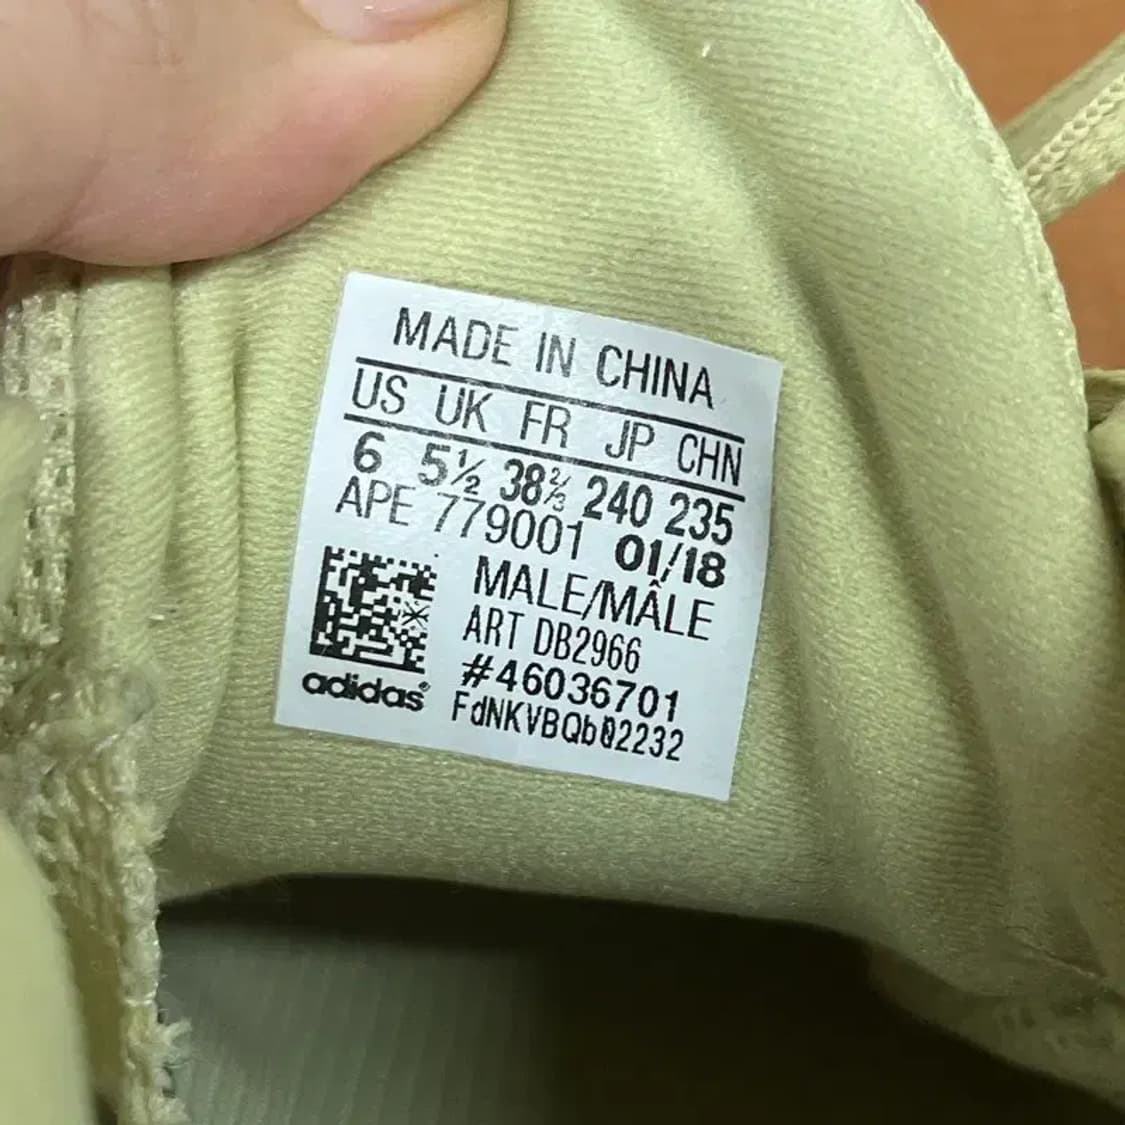 MADE IN CHINA
US UK FR JP CHN
6 5½ 38⅔ 240 235
APE 779001 01/18
MALE/MÂLE
ART DB2966
#46036701
FdNKVBQb02232
adidas®